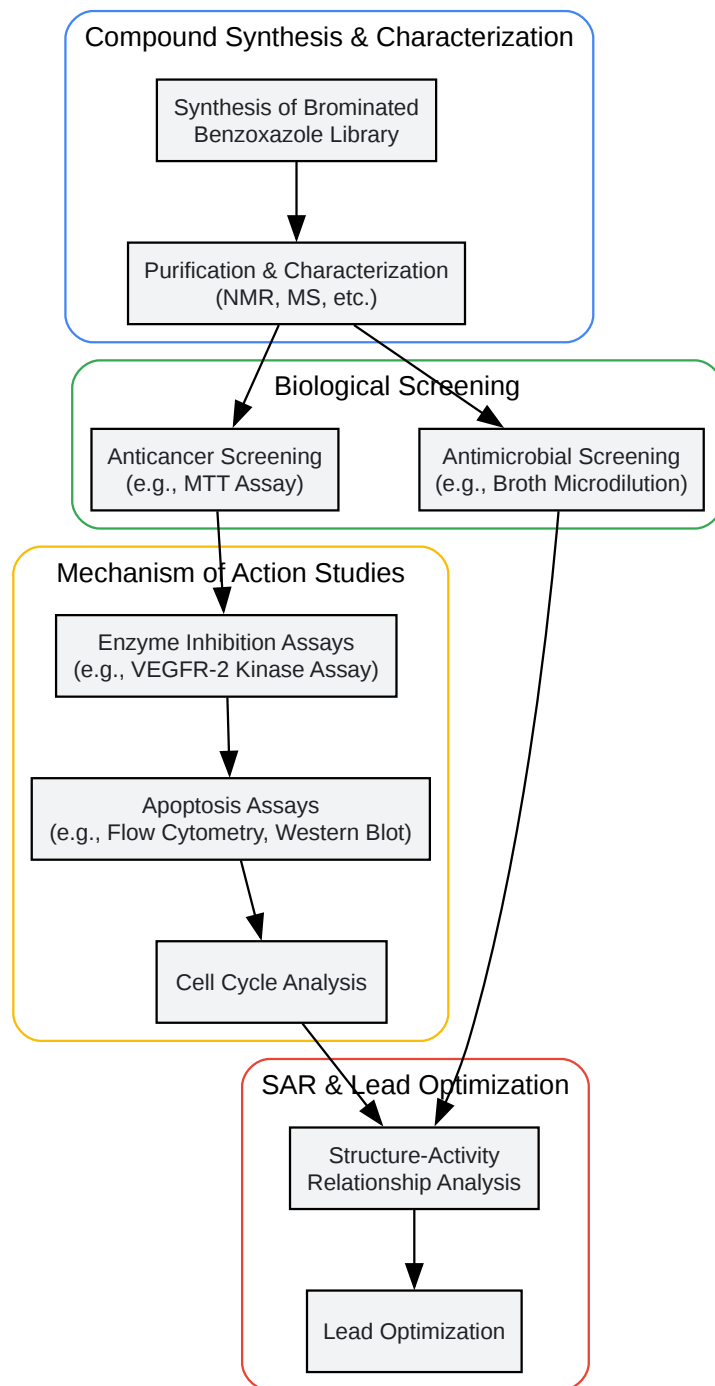 Compound Synthesis & Characterization
Synthesis of Brominated
Benzoxazole Library
Purification & Characterization
(NMR, MS, etc.)
Biological Screening
Anticancer Screening
(e.g., MTT Assay)
Antimicrobial Screening
(e.g., Broth Microdilution)
Mechanism of Action Studies
Enzyme Inhibition Assays
(e.g., VEGFR-2 Kinase Assay)
Apoptosis Assays
(e.g., Flow Cytometry, Western Blot)
Cell Cycle Analysis
SAR & Lead Optimization
Structure-Activity
Relationship Analysis
Lead Optimization